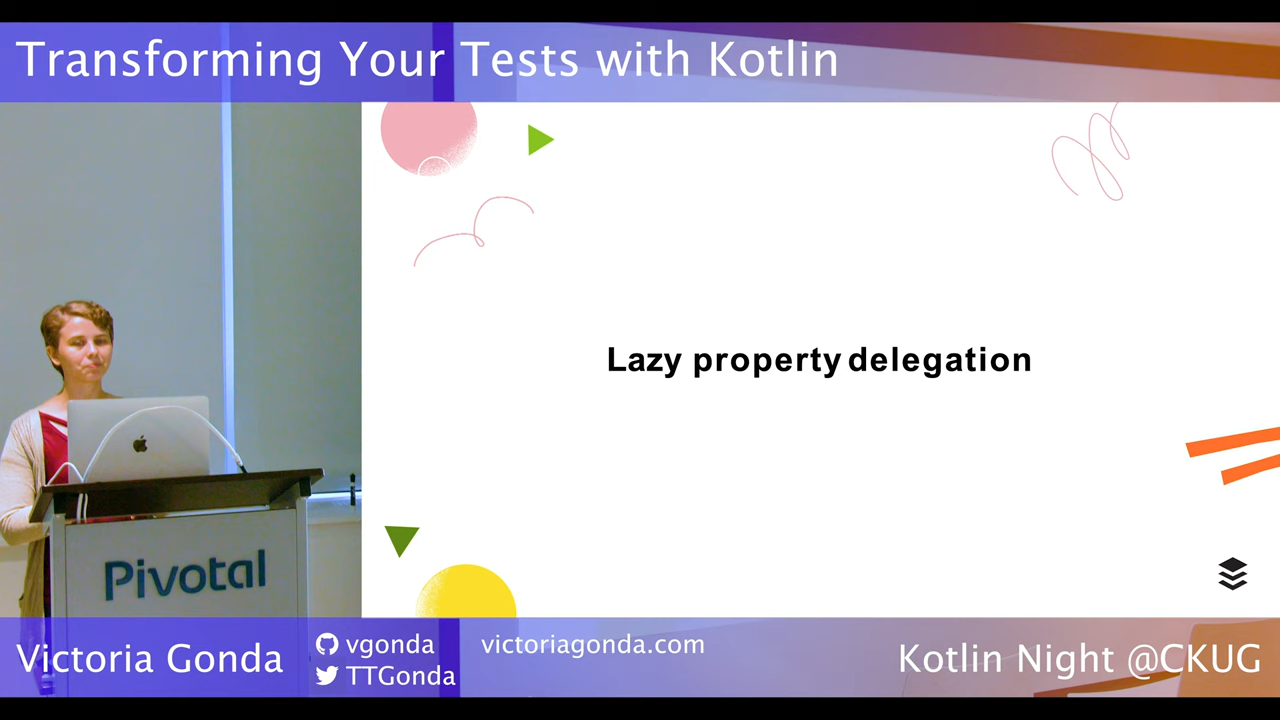 Transforming Your Tests with Kotlin
Lazy property delegation
Pivotal
Victoria Gonda
vgonda
TTGonda
victoriagonda.com
Kotlin Night @CKUG